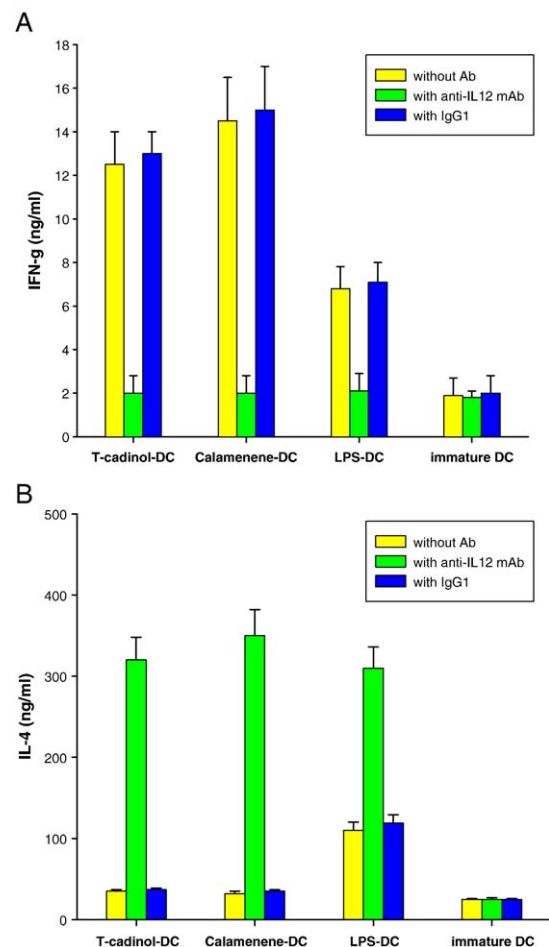 A
18
16
14
12
10
8
6
4
2
0
IFN-g (ng/ml)
without Ab
with anti-IL12 mAb
with IgG1
T-cadinol-DC Calamenene-DC LPS-DC immature DC
B
500
400
300
200
100
0
IL-4 (ng/ml)
without Ab
with anti-IL12 mAb
with IgG1
T-cadinol-DC Calamenene-DC LPS-DC immature DC